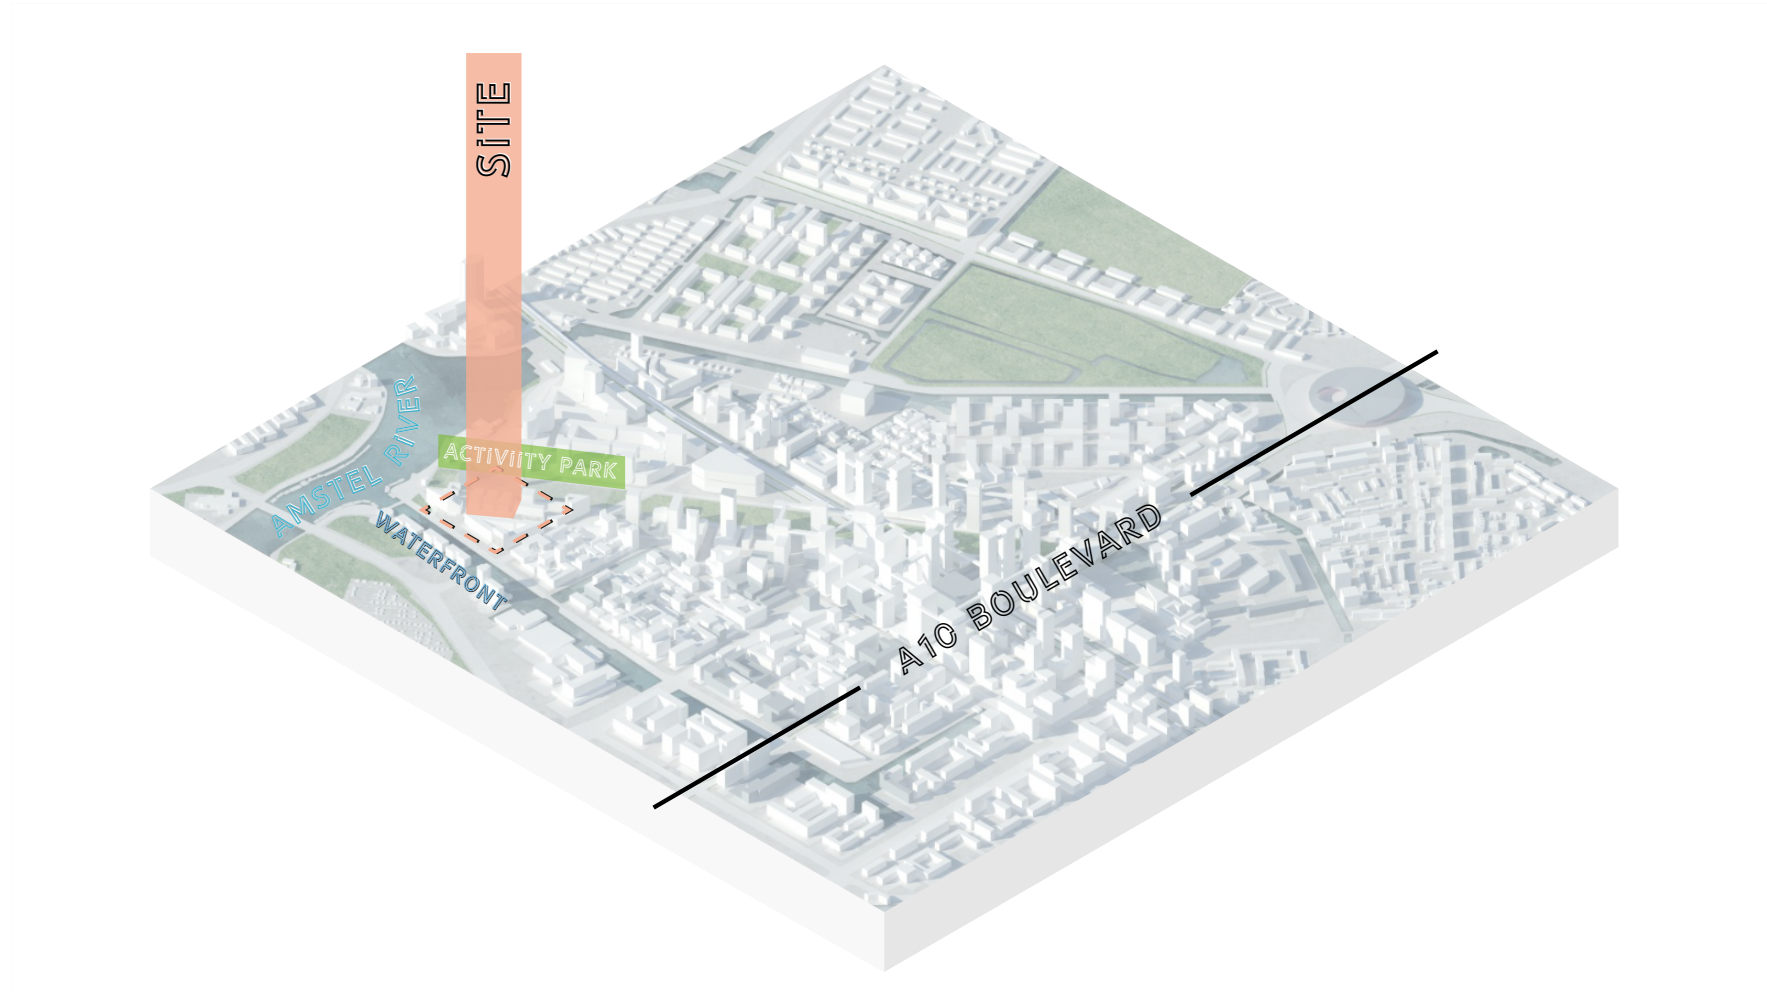 SiTE
AMSTEL RiVER
ACTiViiTY PARK
WATERFRONT
A10 BOULEVARD